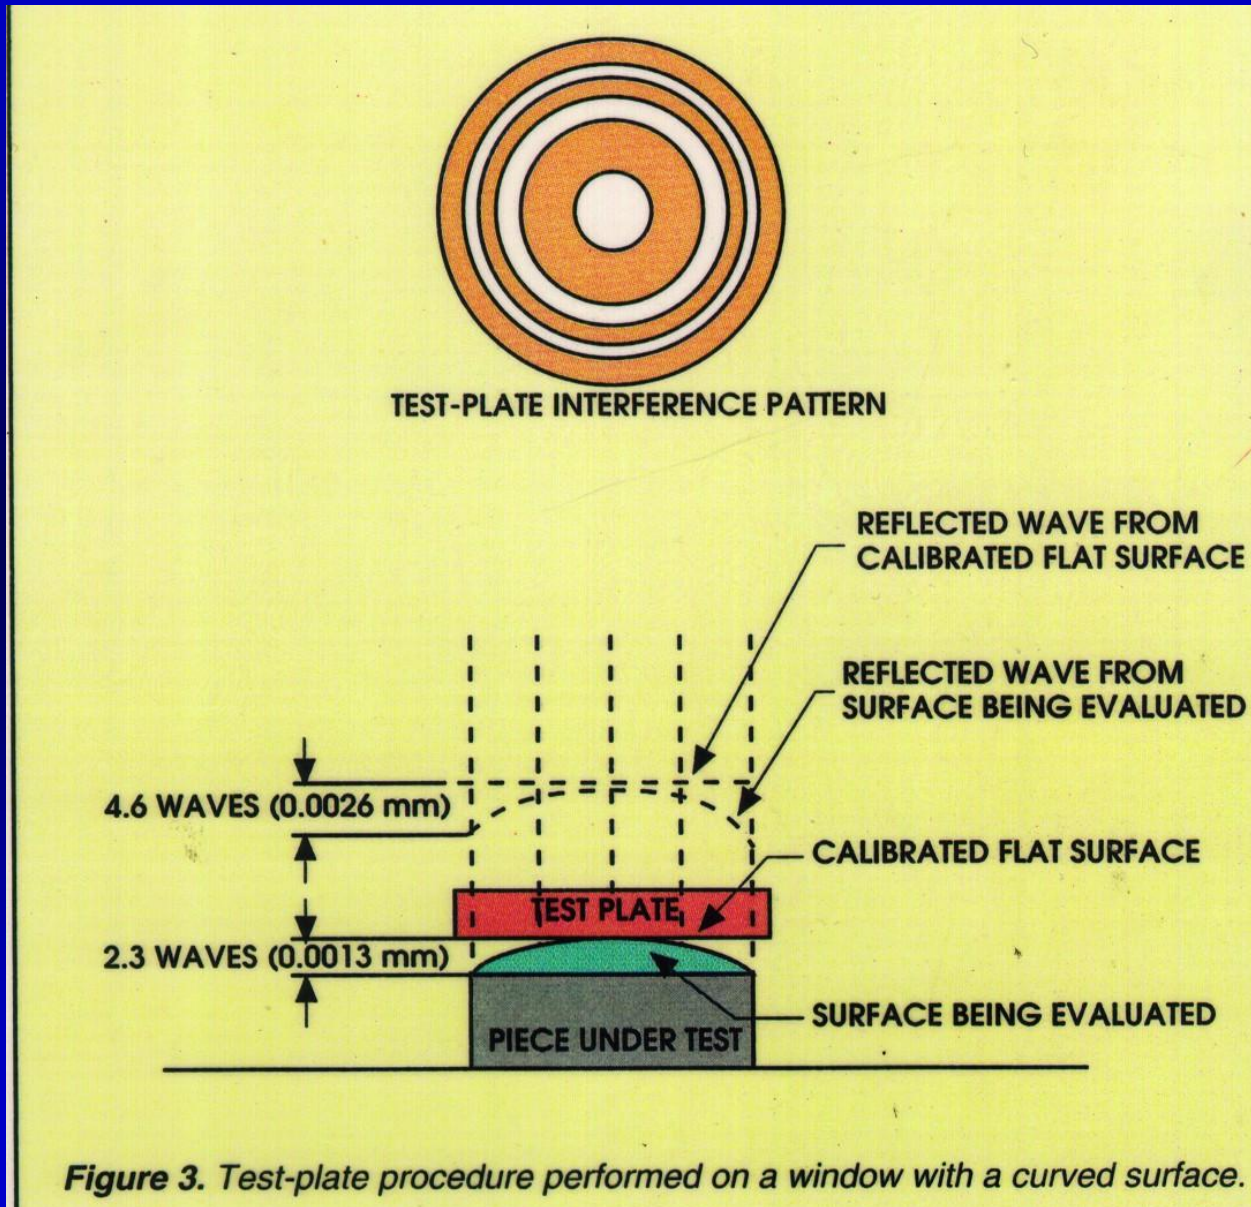 TEST-PLATE INTERFERENCE PATTERN
REFLECTED WAVE FROM
CALIBRATED FLAT SURFACE
REFLECTED WAVE FROM
SURFACE BEING EVALUATED
4.6 WAVES (0.0026 mm)
CALIBRATED FLAT SURFACE
TEST PLATE
2.3 WAVES (0.0013 mm)
SURFACE BEING EVALUATED
PIECE UNDER TEST
Figure 3. Test-plate procedure performed on a window with a curved surface.